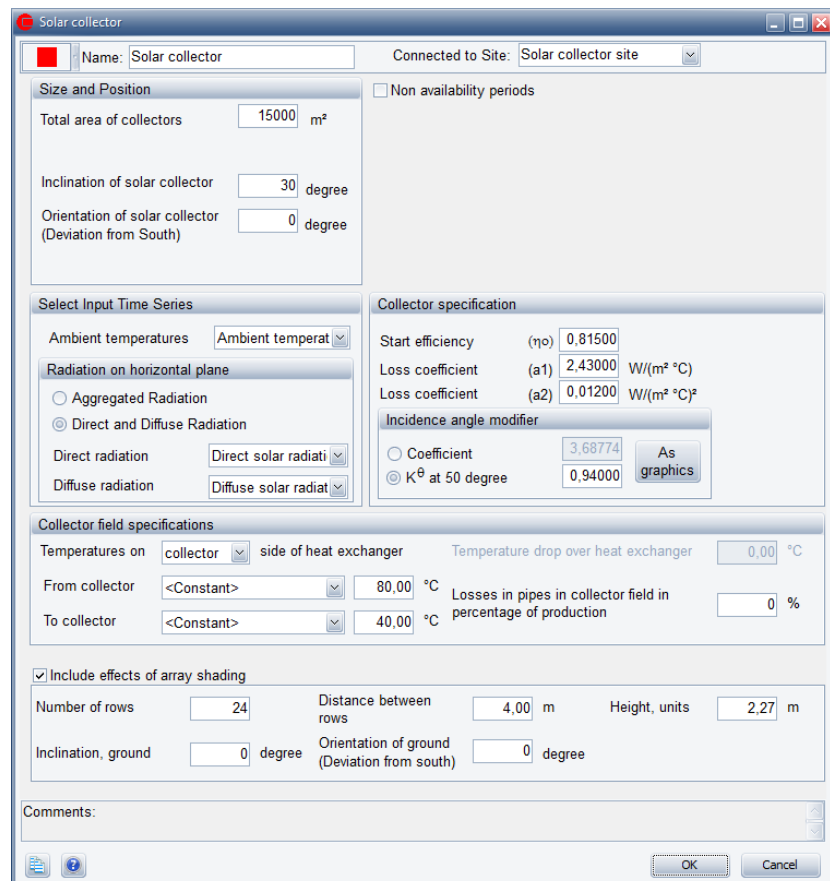 Solar collector
Name: Solar collector Connected to Site: Solar collector site
Size and Position
Non availability periods
Total area of collectors 15000 m²
Inclination of solar collector 30 degree
Orientation of solar collector 0 degree
(Deviation from South)
Select Input Time Series
Ambient temperatures Ambient temperat
Radiation on horizontal plane
Aggregated Radiation
Direct and Diffuse Radiation
Direct radiation Direct solar radiati
Diffuse radiation Diffuse solar radiat
Collector specification
Start efficiency (ηo) 0,81500
Loss coefficient (a1) 2,43000 W/(m² °C)
Loss coefficient (a2) 0,01200 W/(m² °C)²
Incidence angle modifier
Coefficient 3,68774
K^θ at 50 degree 0,94000
As
graphics
Collector field specifications
Temperatures on collector side of heat exchanger Temperature drop over heat exchanger 0,00 °C
From collector <Constant> 80,00 °C
To collector <Constant> 40,00 °C
Losses in pipes in collector field in
percentage of production 0 %
Include effects of array shading
Number of rows 24
Distance between
rows 4,00 m
Height, units 2,27 m
Inclination, ground 0 degree
Orientation of ground
(Deviation from south) 0 degree
Comments:
OK Cancel